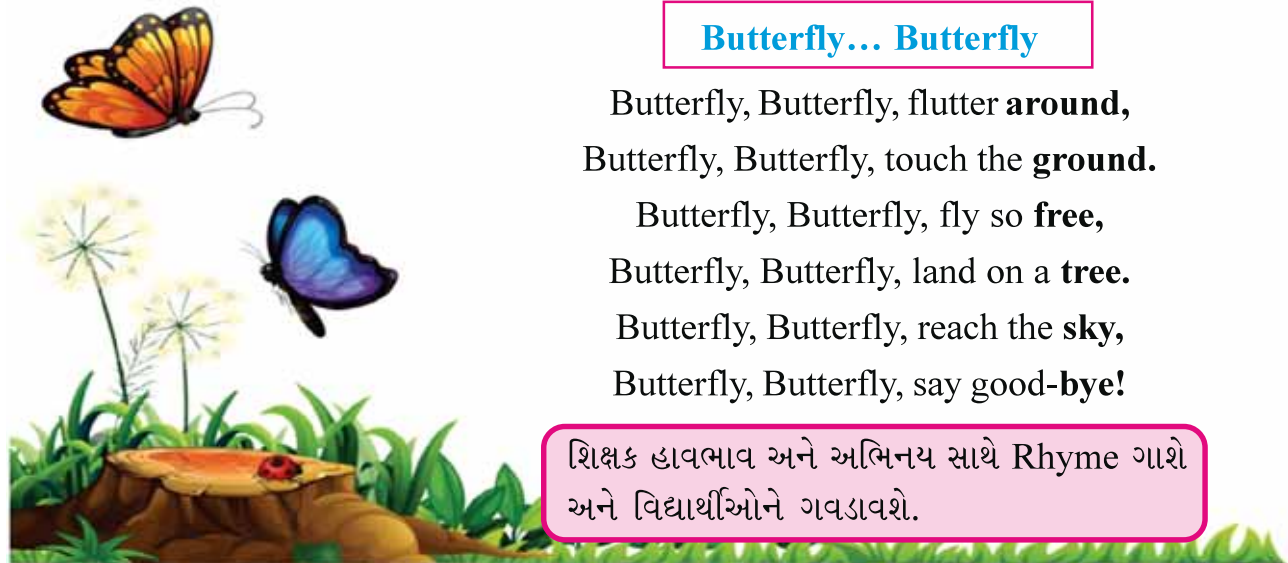 Butterfly... Butterfly
Butterfly, Butterfly, flutter around,
Butterfly, Butterfly, touch the ground.
Butterfly, Butterfly, fly so free,
Butterfly, Butterfly, land on a tree.
Butterfly, Butterfly, reach the sky,
Butterfly, Butterfly, say good-bye!
શિક્ષક હાવભાવ અને અભિનય સાથે Rhyme ગાશે
અને વિદ્યાર્થીઓને ગવડાવશે.